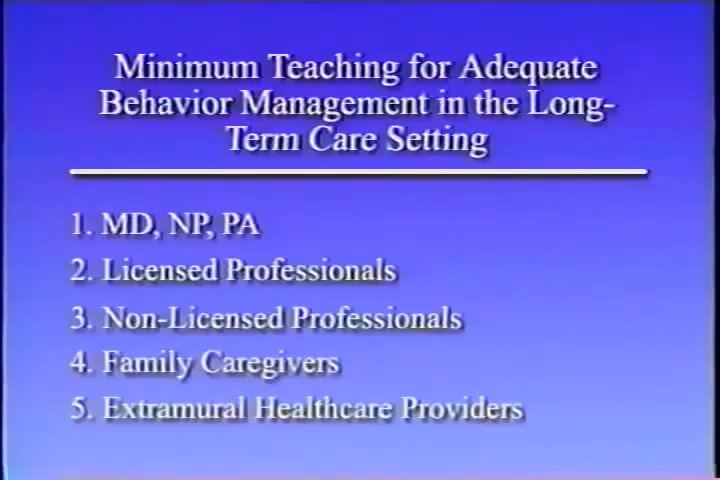 Minimum Teaching for Adequate
Behavior Management in the Long-
Term Care Setting
1. MD, NP, PA
2. Licensed Professionals
3. Non-Licensed Professionals
4. Family Caregivers
5. Extramural Healthcare Providers